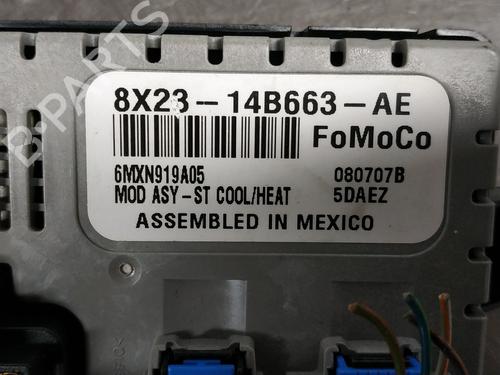 B-PARTS
8X23-14B663-AE
FoMoCo
6MXN919A05 080707B
MOD ASY-ST COOL/HEAT 5DAEZ
ASSEMBLED IN MEXICO